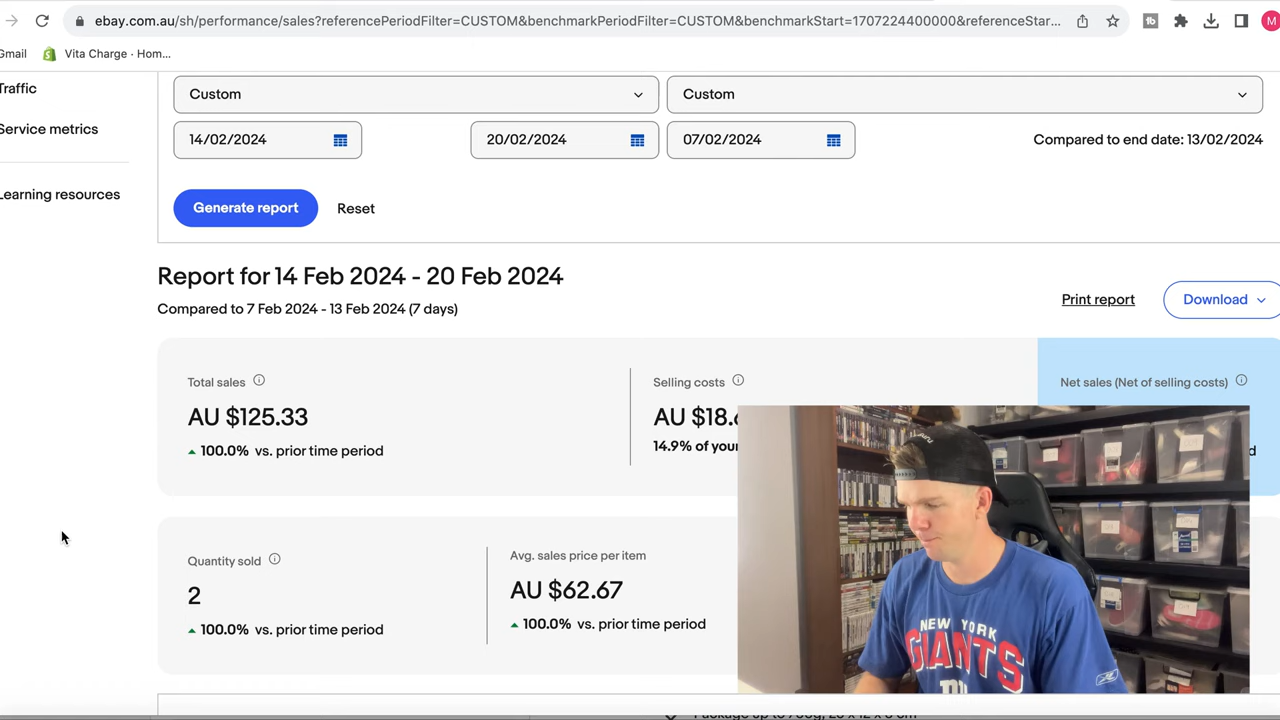 ebay.com.au/sh/performance/sales?referencePeriodFilter=CUSTOM&benchmarkPeriodFilter=CUSTOM&benchmarkStart=1707224400000&referenceStar...
M
Gmail
Vita Charge · Hom...
Traffic
Service metrics
Learning resources
Custom
Custom
14/02/2024
20/02/2024
07/02/2024
Compared to end date: 13/02/2024
Generate report
Reset
Report for 14 Feb 2024 - 20 Feb 2024
Compared to 7 Feb 2024 - 13 Feb 2024 (7 days)
Print report
Download
Total sales
AU $125.33
100.0% vs. prior time period
Selling costs
AU $18.
14.9% of your
Net sales (Net of selling costs)
d
Quantity sold
2
100.0% vs. prior time period
Avg. sales price per item
AU $62.67
100.0% vs. prior time period
NEW YORK
GIANTS